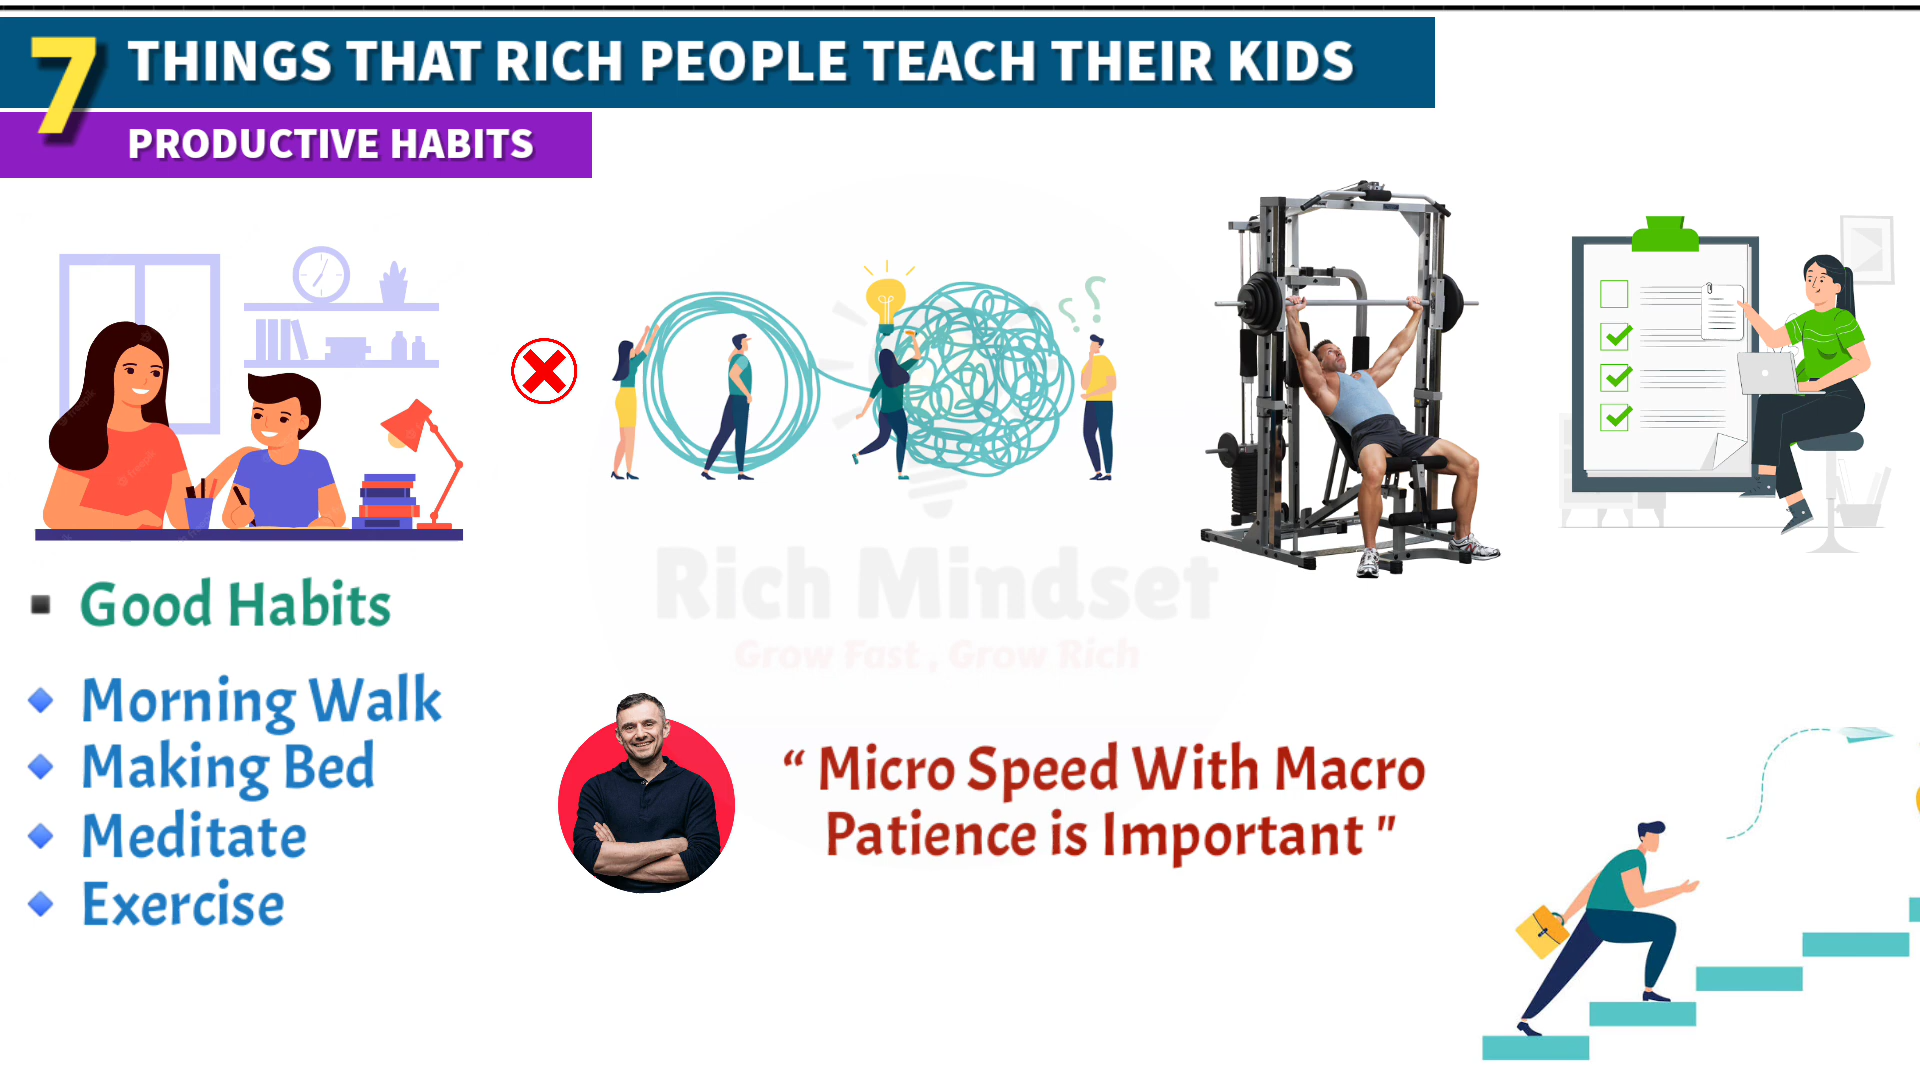 7 THINGS THAT RICH PEOPLE TEACH THEIR KIDS
PRODUCTIVE HABITS
Rich Mindset
Grow Fast , Grow Rich
Good Habits
Morning Walk
Making Bed
Meditate
Exercise
“ Micro Speed With Macro
Patience is Important "